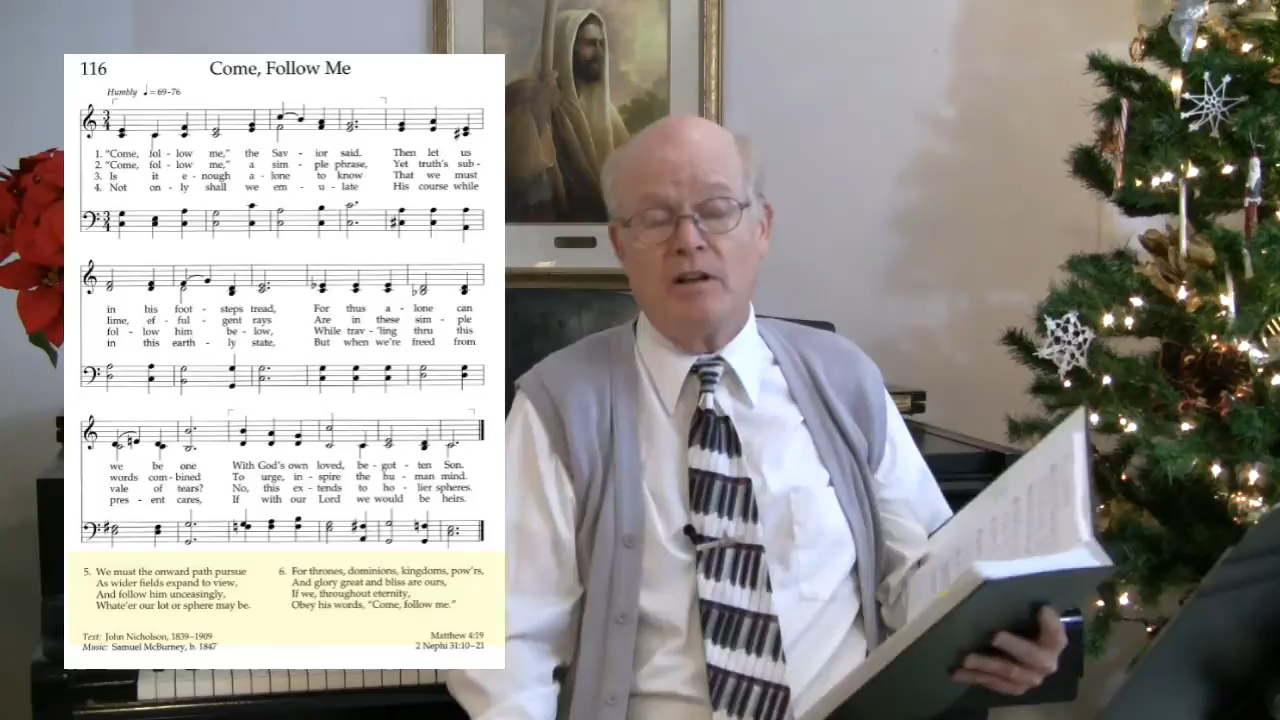 116 Come, Follow Me
Humbly ♩= 69–76
1. “Come, fol - low me,” the Sav - ior said. Then let us
2. “Come, fol - low me,” a sim - ple phrase, Yet truth's sub -
3. Is it e - nough a - lone to know That we must
4. Not on - ly shall we em - u - late His course while
in his foot - steps tread, For thus a - lone can
lime, ef - ful - gent rays Are in these sim - ple
fol - low him be - low, While trav - 'ling thru this
in this earth - ly state, But when we're freed from
we be one With God's own loved, be - got - ten Son.
words com - bined To urge, in - spire the hu - man mind.
vale of tears? No, this ex - tends to ho - lier spheres.
pres - ent cares, If with our Lord we would be heirs.
5. We must the onward path pursue
As wider fields expand to view,
And follow him unceasingly,
Whate'er our lot or sphere may be.
6. For thrones, dominions, kingdoms, pow'rs,
And glory great and bliss are ours,
If we, throughout eternity,
Obey his words, “Come, follow me.”
Text: John Nicholson, 1839–1909
Music: Samuel McBurney, b. 1847
Matthew 4:19
2 Nephi 31:10–21